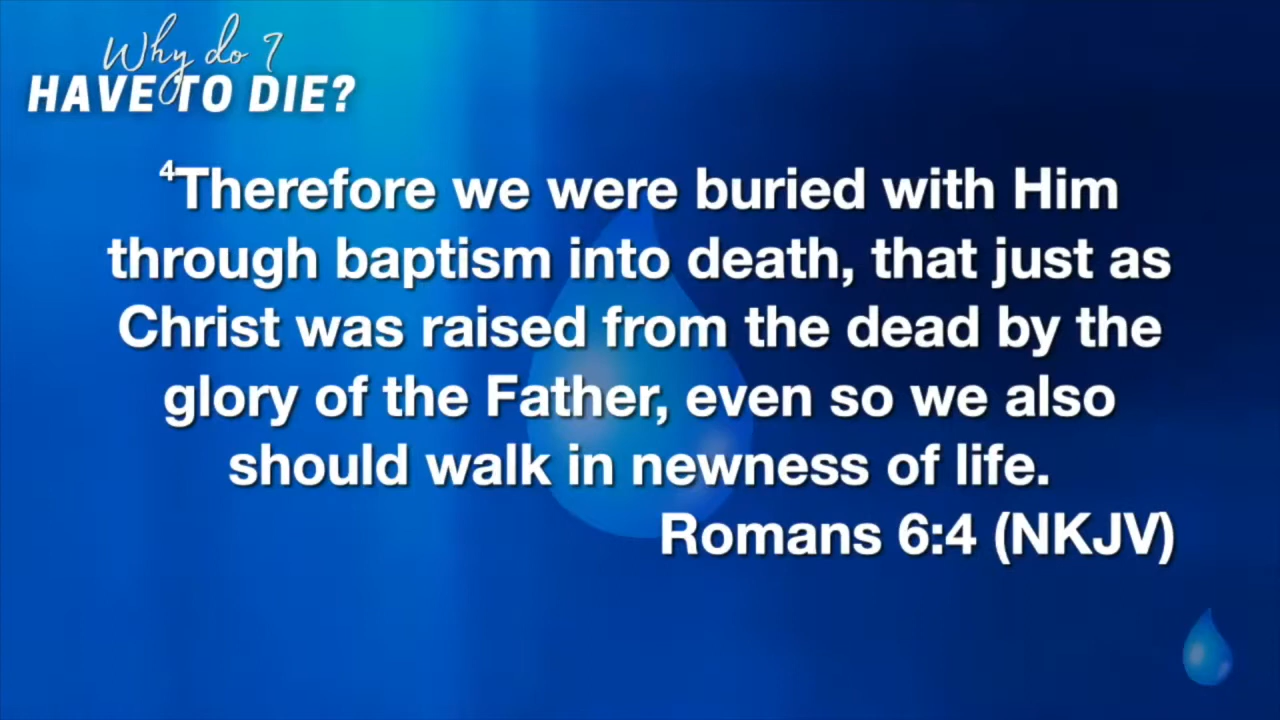 Why do I
HAVE TO DIE?
⁴Therefore we were buried with Him
through baptism into death, that just as
Christ was raised from the dead by the
glory of the Father, even so we also
should walk in newness of life.
Romans 6:4 (NKJV)